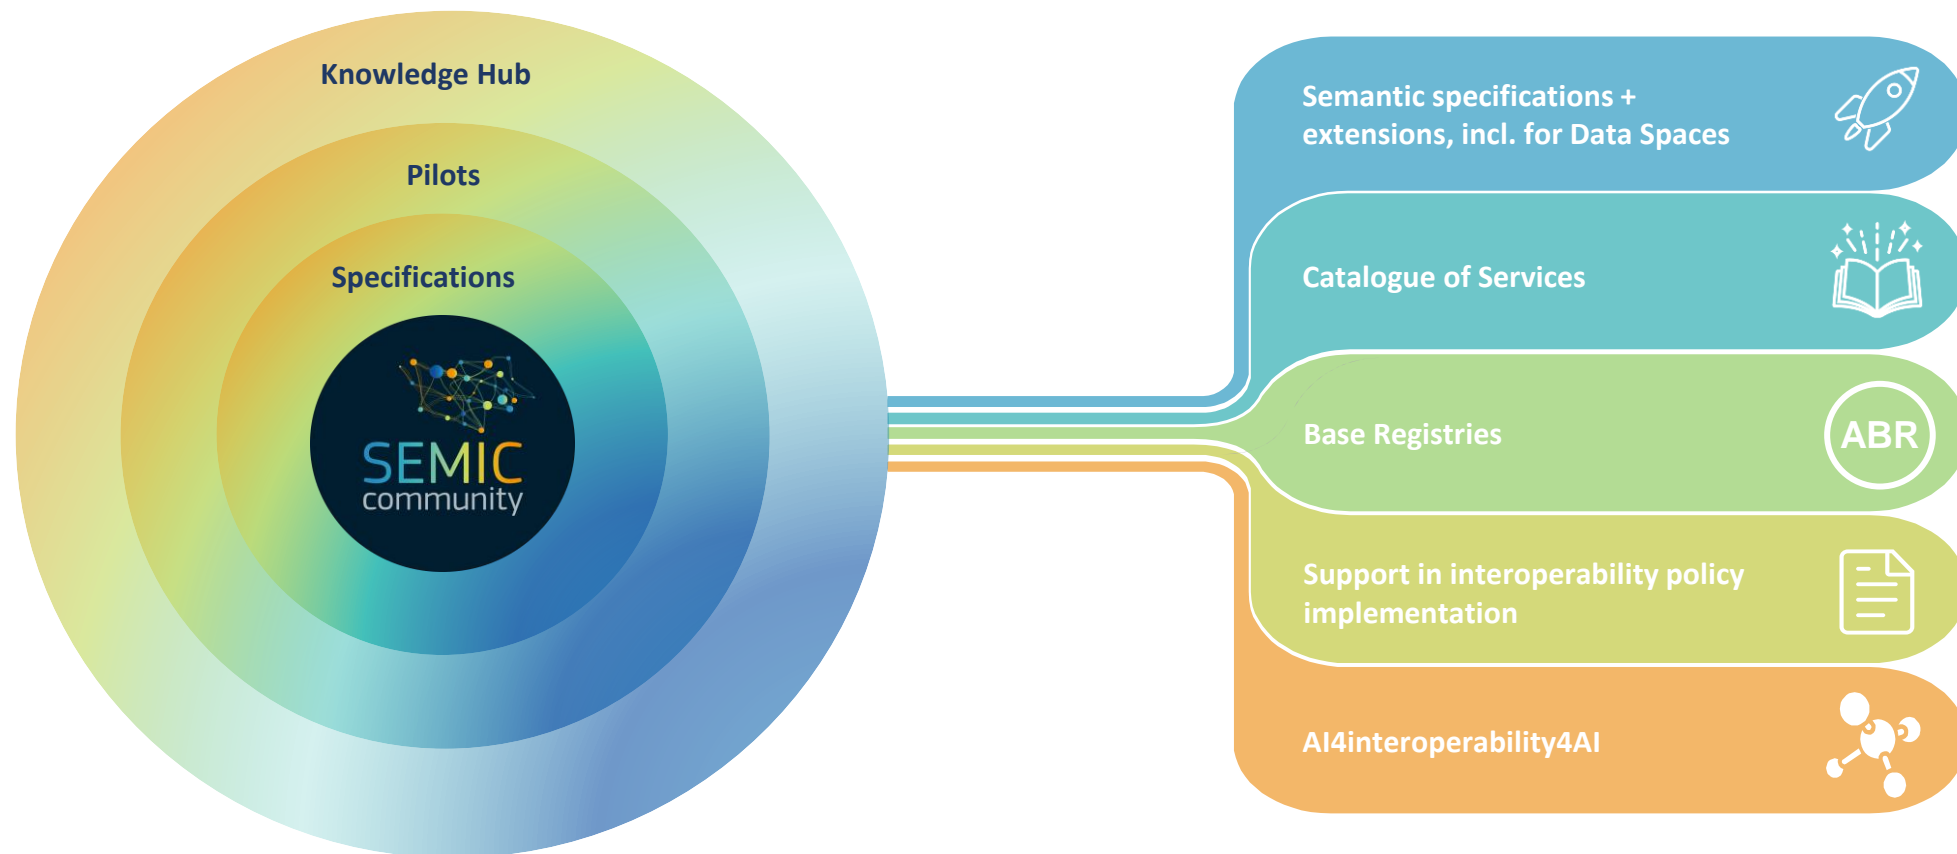 Knowledge Hub
Pilots
Specifications
SEMIC
community
Semantic specifications +
extensions, incl. for Data Spaces
Catalogue of Services
Base Registries
ABR
Support in interoperability policy
implementation
AI4interoperability4AI